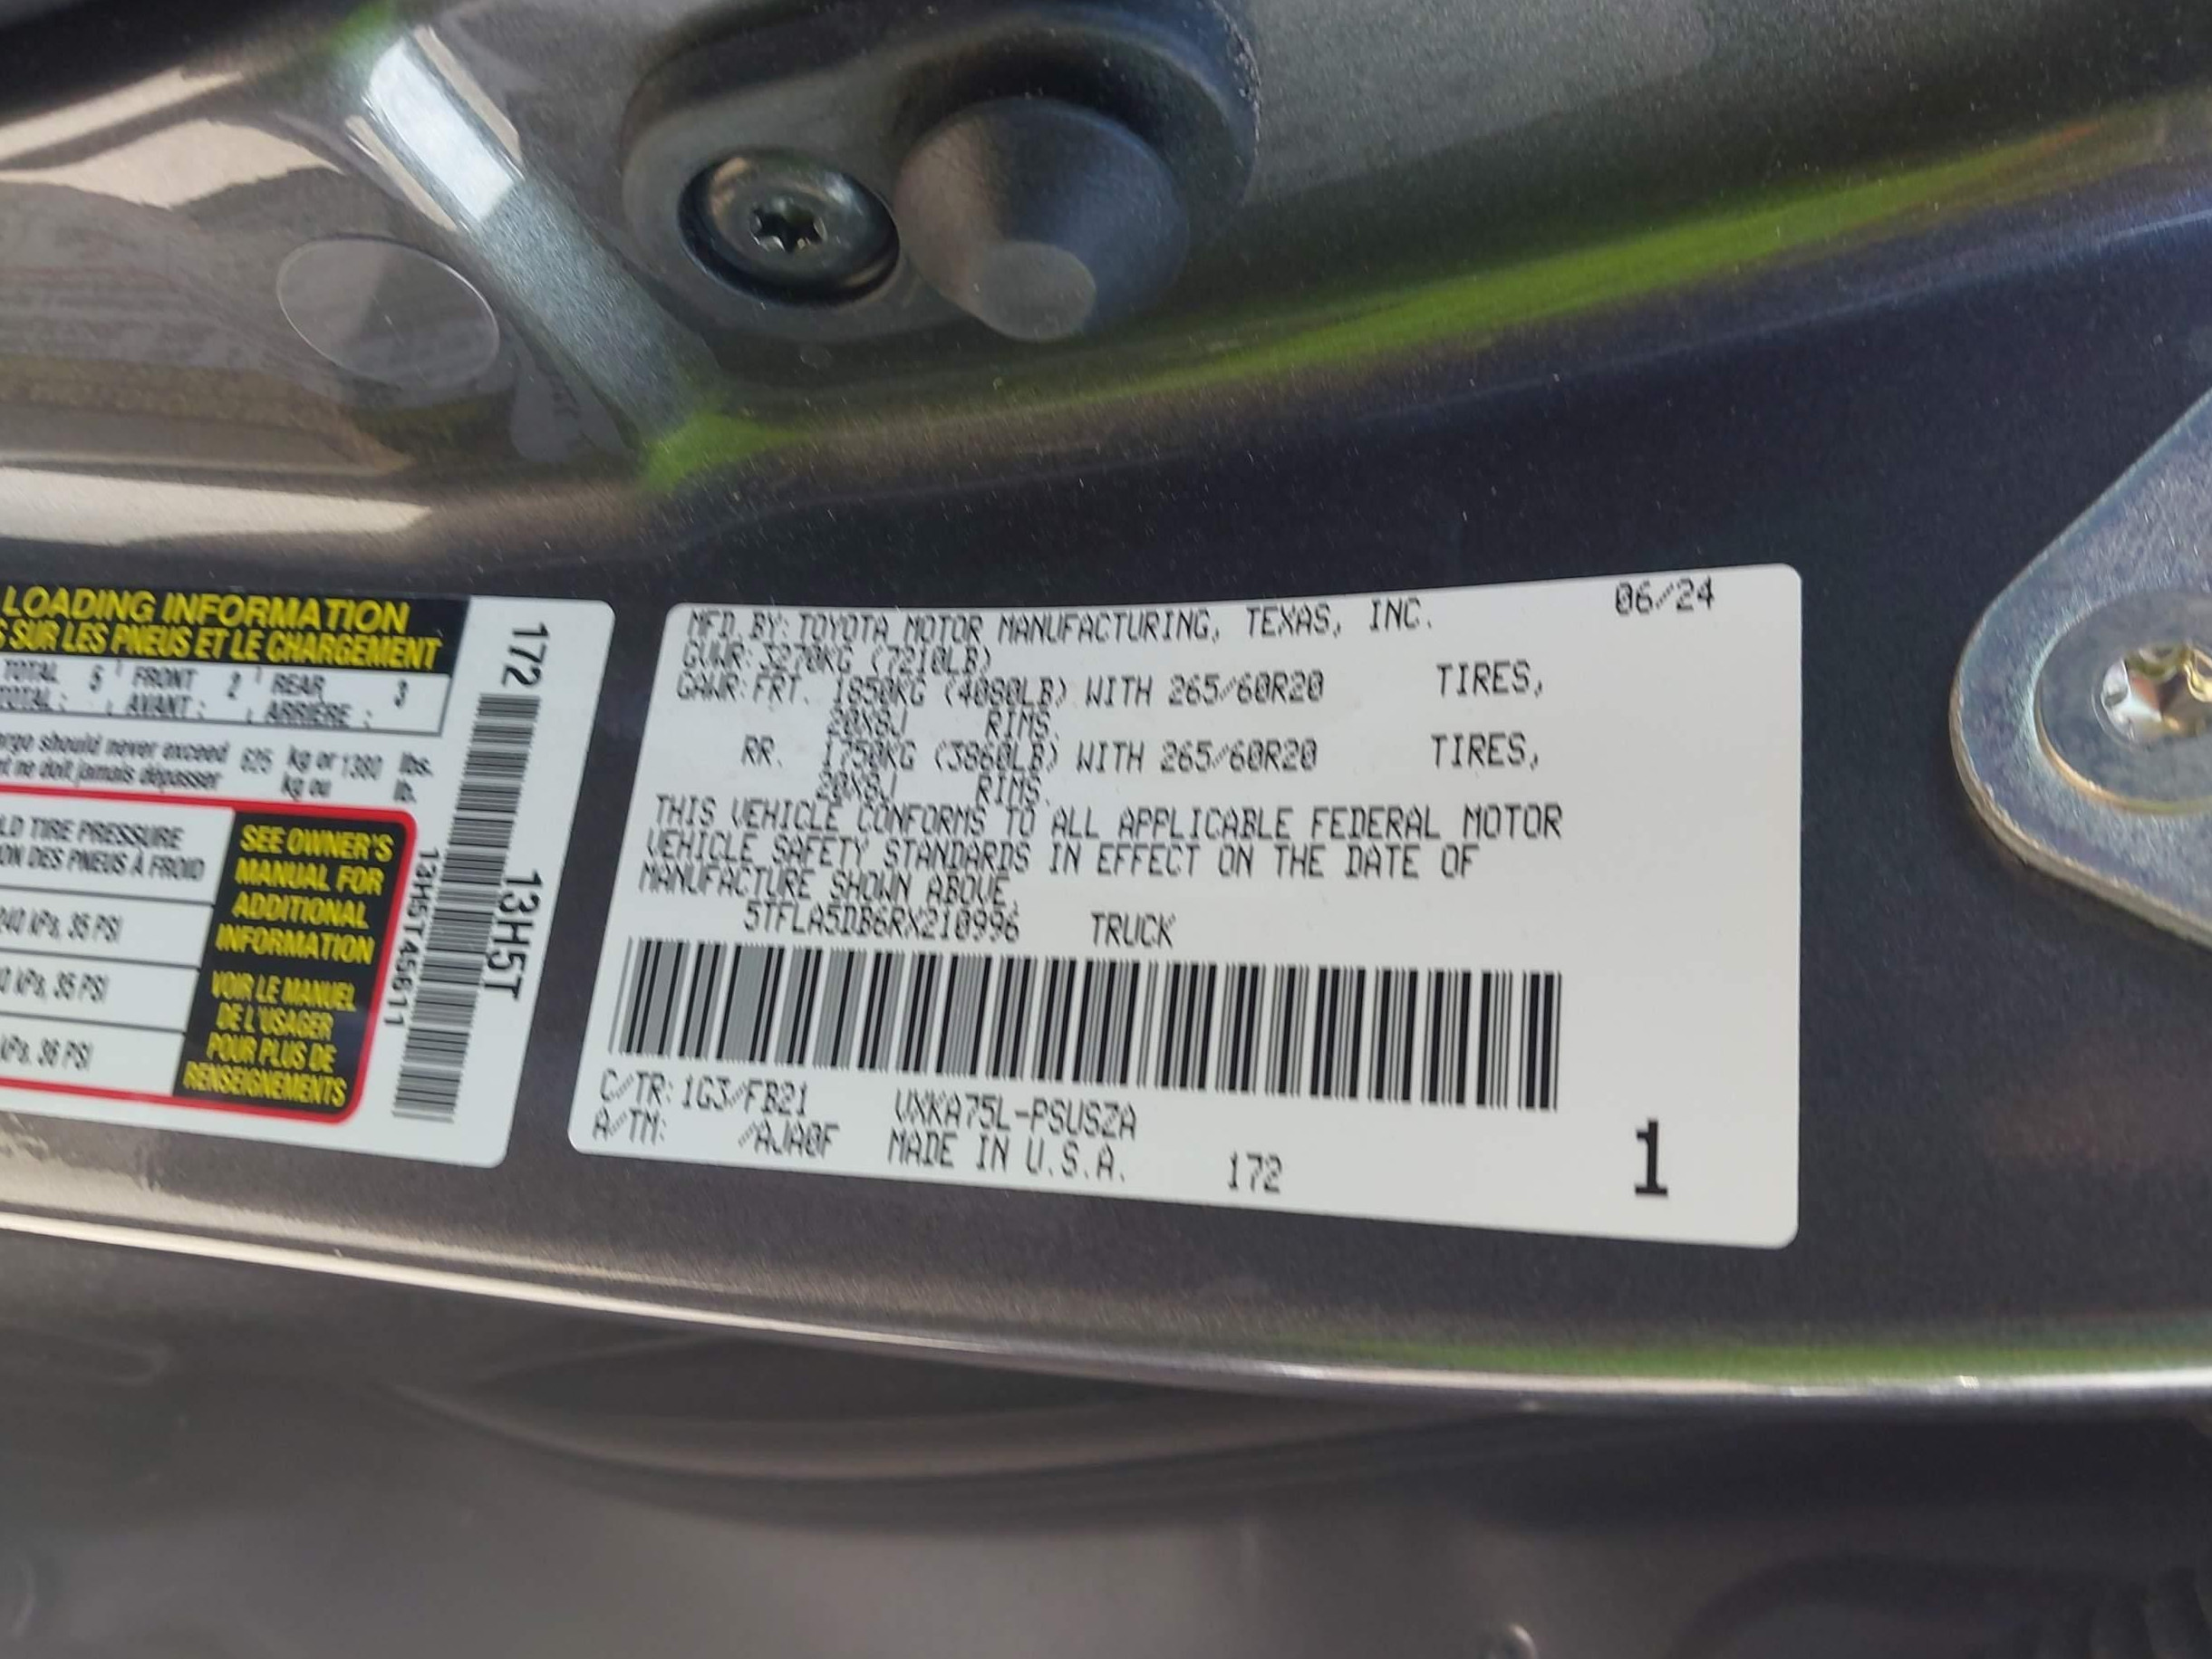 LOADING INFORMATION
SUR LES PNEUS ET LE CHARGEMENT
TOTAL 5 FRONT 2 REAR 3
TOTAL : AVANT : ARRIÈRE :
should never exceed 625 kg or 1380 lbs.
ne doit jamais dépasser kg ou lb.
TIRE PRESSURE
DES PNEUS À FROID
240 kPa, 35 PSI
kPa, 35 PSI
kPa, 36 PSI
SEE OWNER'S
MANUAL FOR
ADDITIONAL
INFORMATION
VOIR LE MANUEL
DE L'USAGER
POUR PLUS DE
RENSEIGNEMENTS
172
13H5T
13H5T45611
MFD. BY: TOYOTA MOTOR MANUFACTURING, TEXAS, INC. 06/24
GVWR: 3270KG (7210LB)
GAWR: FRT. 1850KG (4080LB) WITH 265/60R20 TIRES,
20X8J RIMS.
RR. 1750KG (3860LB) WITH 265/60R20 TIRES,
20X8J RIMS.
THIS VEHICLE CONFORMS TO ALL APPLICABLE FEDERAL MOTOR
VEHICLE SAFETY STANDARDS IN EFFECT ON THE DATE OF
MANUFACTURE SHOWN ABOVE.
5TFLA5DB6RX210996 TRUCK
C/TR: 1G3/FB21 VXKA75L-PSUSZA
A/TM: /AJA0F MADE IN U.S.A. 172
1